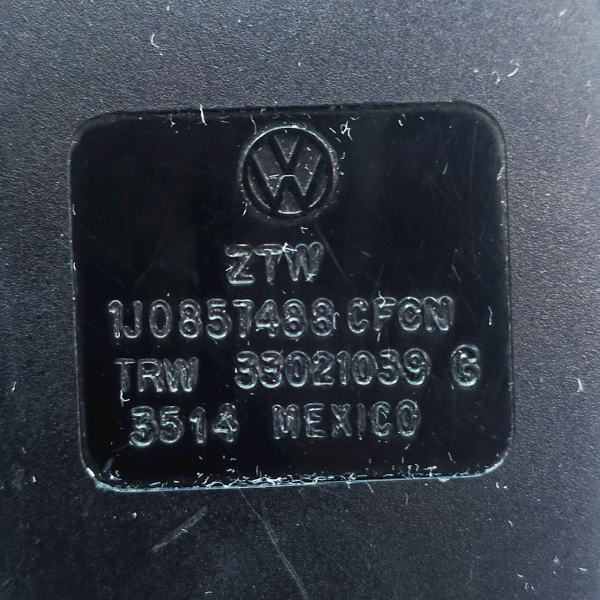 ZTW
1J0857488 CFCN
TRW 33021039 G
3514 MEXICO